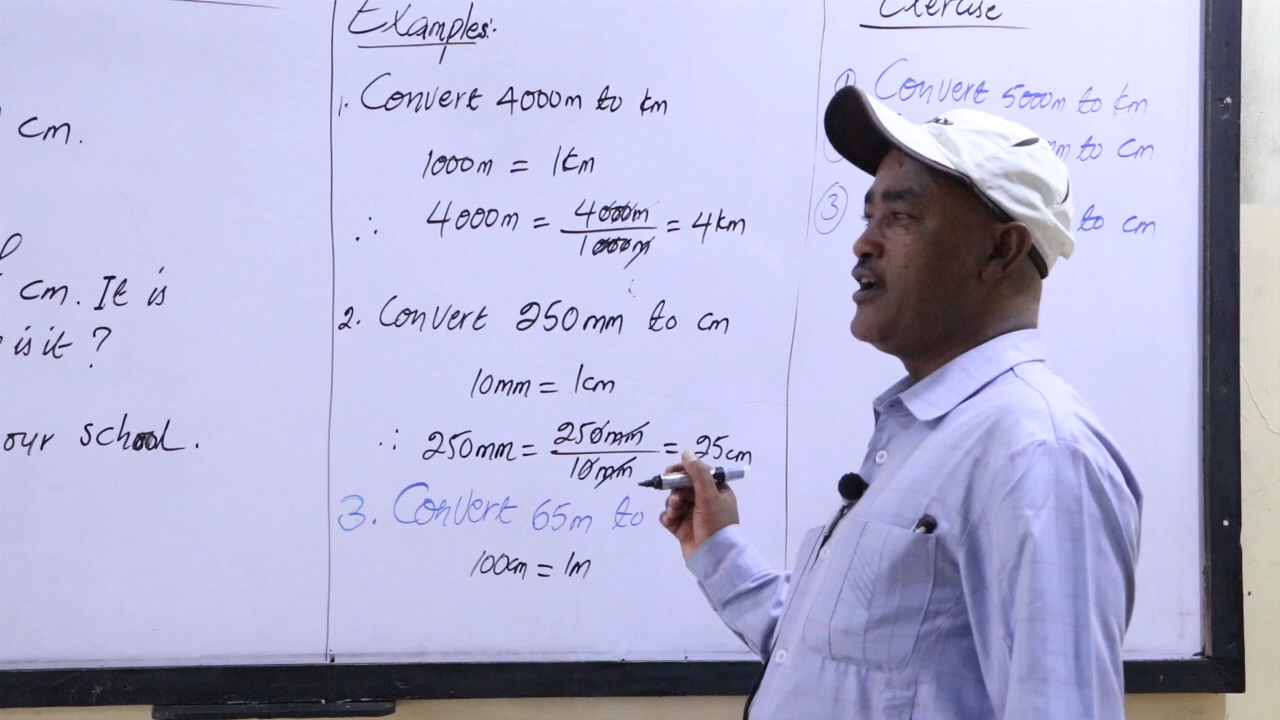 cm.
cm. It is
is it ?
our school.
Examples:-
1. Convert 4000m to km
1000m = 1km
∴ 4000m = 4000m/1000m = 4km
2. Convert 250mm to cm
10mm = 1cm
∴ 250mm = 250mm/10mm = 25cm
3. Convert 65m to
100cm = 1m
Exercise
① Convert 5000m to km
mm to cm
③ to cm